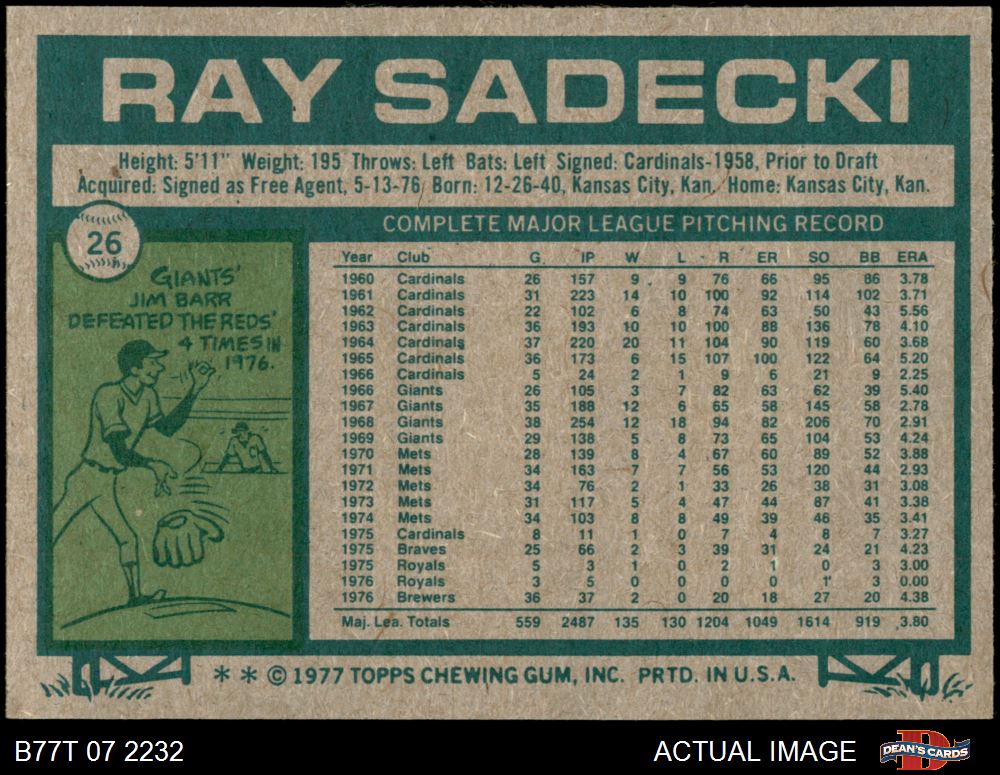 RAY SADECKI
Height: 5'11" Weight: 195 Throws: Left Bats: Left Signed: Cardinals-1958, Prior to Draft
Acquired: Signed as Free Agent, 5-13-76, Born: 12-26-40, Kansas City, Kan. Home: Kansas City, Kan.
26
COMPLETE MAJOR LEAGUE PITCHING RECORD
GIANTS'
JIM BARR
DEFEATED THE REDS'
4 TIMES IN
1976.
Year Club G IP W L R ER SO BB ERA
1960 Cardinals 26 157 9 9 76 66 95 86 3.78
1961 Cardinals 31 223 14 10 100 92 114 102 3.71
1962 Cardinals 22 102 6 8 74 63 50 43 5.56
1963 Cardinals 36 193 10 10 100 88 136 78 4.10
1964 Cardinals 37 220 20 11 104 90 119 60 3.68
1965 Cardinals 36 173 6 15 107 100 122 64 5.20
1966 Cardinals 5 24 2 1 9 6 21 9 2.25
1966 Giants 26 105 3 7 82 63 62 39 5.40
1967 Giants 35 188 12 6 65 58 145 58 2.78
1968 Giants 38 254 12 18 94 82 206 70 2.91
1969 Giants 29 138 5 8 73 65 104 53 4.24
1970 Mets 28 139 8 4 67 60 89 52 3.88
1971 Mets 34 163 7 7 56 53 120 44 2.93
1972 Mets 34 76 2 1 33 26 38 31 3.08
1973 Mets 31 117 5 4 47 44 87 41 3.38
1974 Mets 34 103 8 8 49 39 46 35 3.41
1975 Cardinals 8 11 1 0 7 4 8 7 3.27
1975 Braves 25 66 2 3 39 31 24 21 4.23
1975 Royals 5 3 1 0 2 1 0 3 3.00
1976 Royals 3 5 0 0 0 0 1 3 0.00
1976 Brewers 36 37 2 0 20 18 27 20 4.38
Maj. Lea. Totals 559 2487 135 130 1204 1049 1614 919 3.80
* * © 1977 TOPPS CHEWING GUM, INC. PRTD. IN U.S.A.
B77T 07 2232 ACTUAL IMAGE DEAN'S CARDS